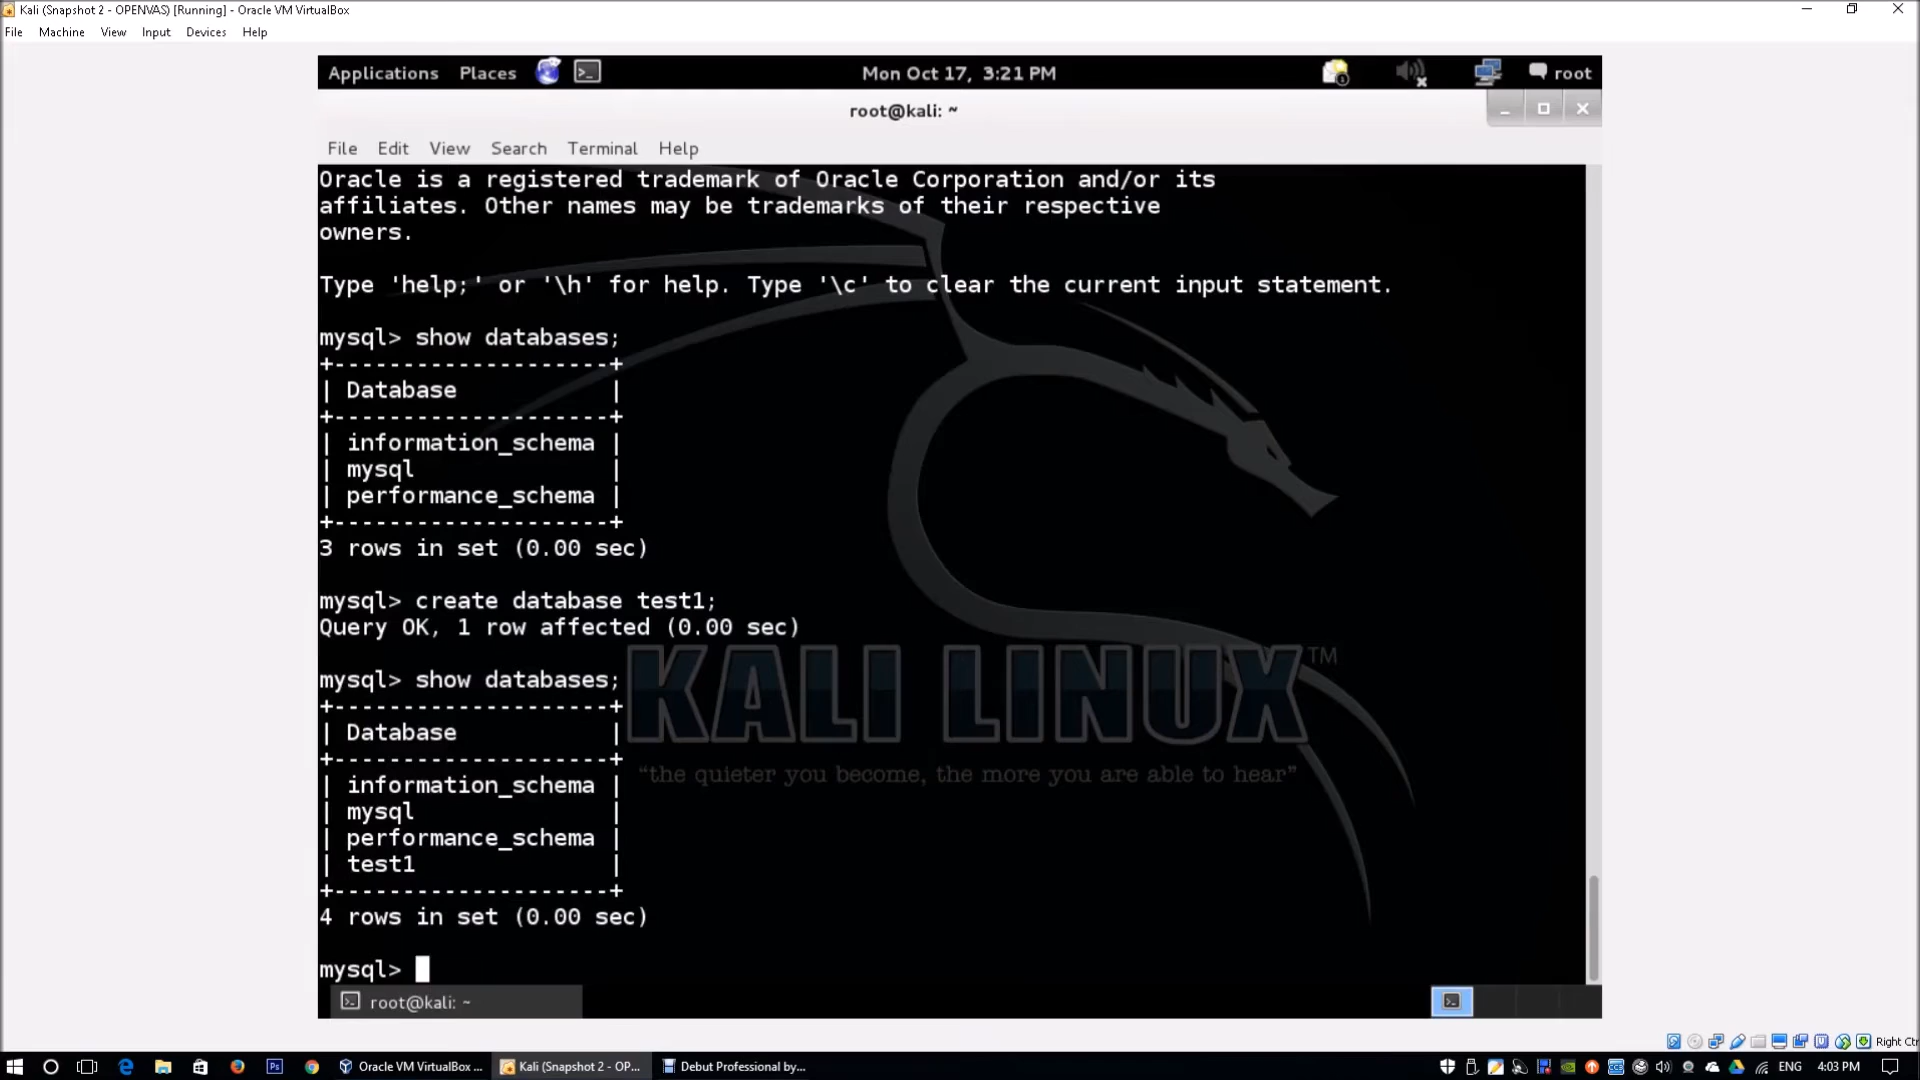 Kali (Snapshot 2 - OPENVAS) [Running] - Oracle VM VirtualBox
File Machine View Input Devices Help
Applications Places Mon Oct 17, 3:21 PM root
root@kali: ~
File Edit View Search Terminal Help
Oracle is a registered trademark of Oracle Corporation and/or its
affiliates. Other names may be trademarks of their respective
owners.
Type 'help;' or '\h' for help. Type '\c' to clear the current input statement.
mysql> show databases;
+--------------------+
| Database           |
+--------------------+
| information_schema |
| mysql              |
| performance_schema |
+--------------------+
3 rows in set (0.00 sec)
mysql> create database test1;
Query OK, 1 row affected (0.00 sec)
mysql> show databases;
+--------------------+
| Database           |
+--------------------+
| information_schema |
| mysql              |
| performance_schema |
| test1              |
+--------------------+
4 rows in set (0.00 sec)
mysql>
KALI LINUX™
“the quieter you become, the more you are able to hear”
root@kali: ~
Right Ctr
Oracle VM VirtualBox ... Kali (Snapshot 2 - OP... Debut Professional by... ENG 4:03 PM